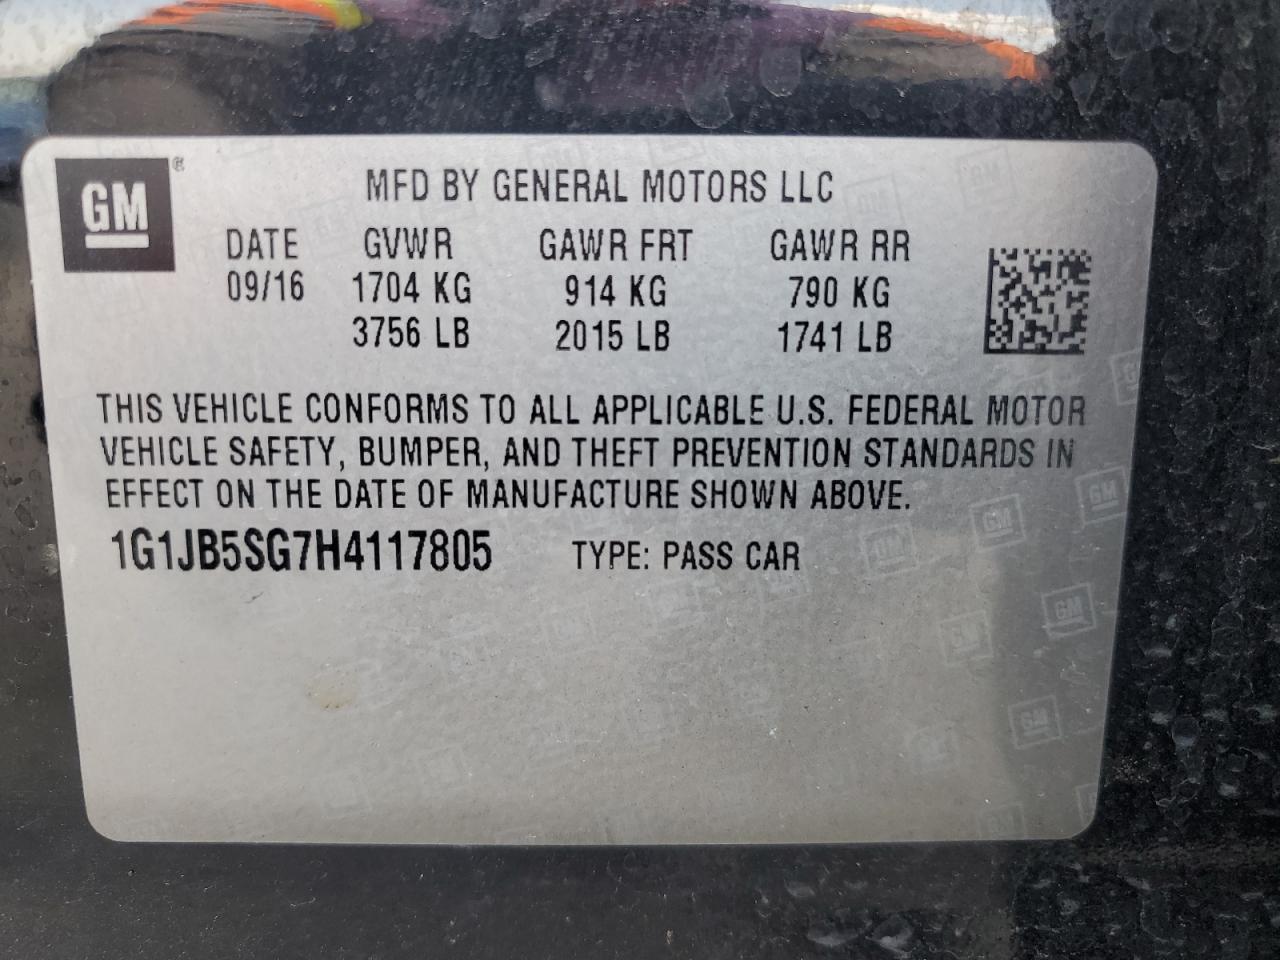 GM ®
MFD BY GENERAL MOTORS LLC
DATE GVWR GAWR FRT GAWR RR
09/16 1704 KG 914 KG 790 KG
3756 LB 2015 LB 1741 LB
THIS VEHICLE CONFORMS TO ALL APPLICABLE U.S. FEDERAL MOTOR
VEHICLE SAFETY, BUMPER, AND THEFT PREVENTION STANDARDS IN
EFFECT ON THE DATE OF MANUFACTURE SHOWN ABOVE.
1G1JB5SG7H4117805 TYPE: PASS CAR